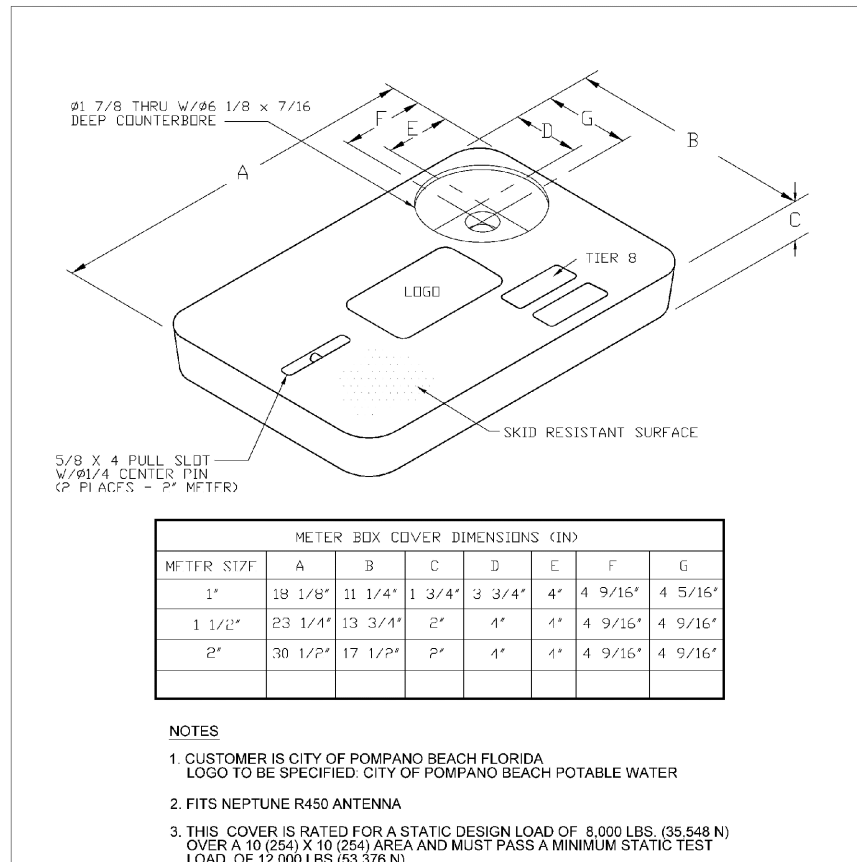 Ø1 7/8 THRU W/Ø6 1/8 x 7/16
DEEP COUNTERBORE
F
E
D
G
B
A
C
TIER 8
LOGO
SKID RESISTANT SURFACE
5/8 X 4 PULL SLOT
W/Ø1/4 CENTER PIN
(2 PLACES - 2" METER)
METER BOX COVER DIMENSIONS (IN)
METER SIZE A B C D E F G
1" 18 1/8" 11 1/4" 1 3/4" 3 3/4" 4" 4 9/16" 4 5/16"
1 1/2" 23 1/4" 13 3/4" 2" 4" 4" 4 9/16" 4 9/16"
2" 30 1/2" 17 1/2" 2" 4" 4" 4 9/16" 4 9/16"
NOTES
1. CUSTOMER IS CITY OF POMPANO BEACH FLORIDA
LOGO TO BE SPECIFIED: CITY OF POMPANO BEACH POTABLE WATER
2. FITS NEPTUNE R450 ANTENNA
3. THIS COVER IS RATED FOR A STATIC DESIGN LOAD OF 8,000 LBS. (35,548 N)
OVER A 10 (254) X 10 (254) AREA AND MUST PASS A MINIMUM STATIC TEST
LOAD OF 12,000 LBS (53,376 N)